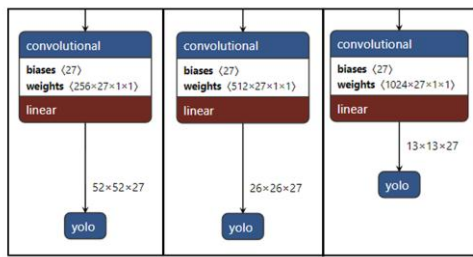 convolutional
biases ⟨27⟩
weights ⟨256×27×1×1⟩
linear
52×52×27
yolo
convolutional
biases ⟨27⟩
weights ⟨512×27×1×1⟩
linear
26×26×27
yolo
convolutional
biases ⟨27⟩
weights ⟨1024×27×1×1⟩
linear
13×13×27
yolo